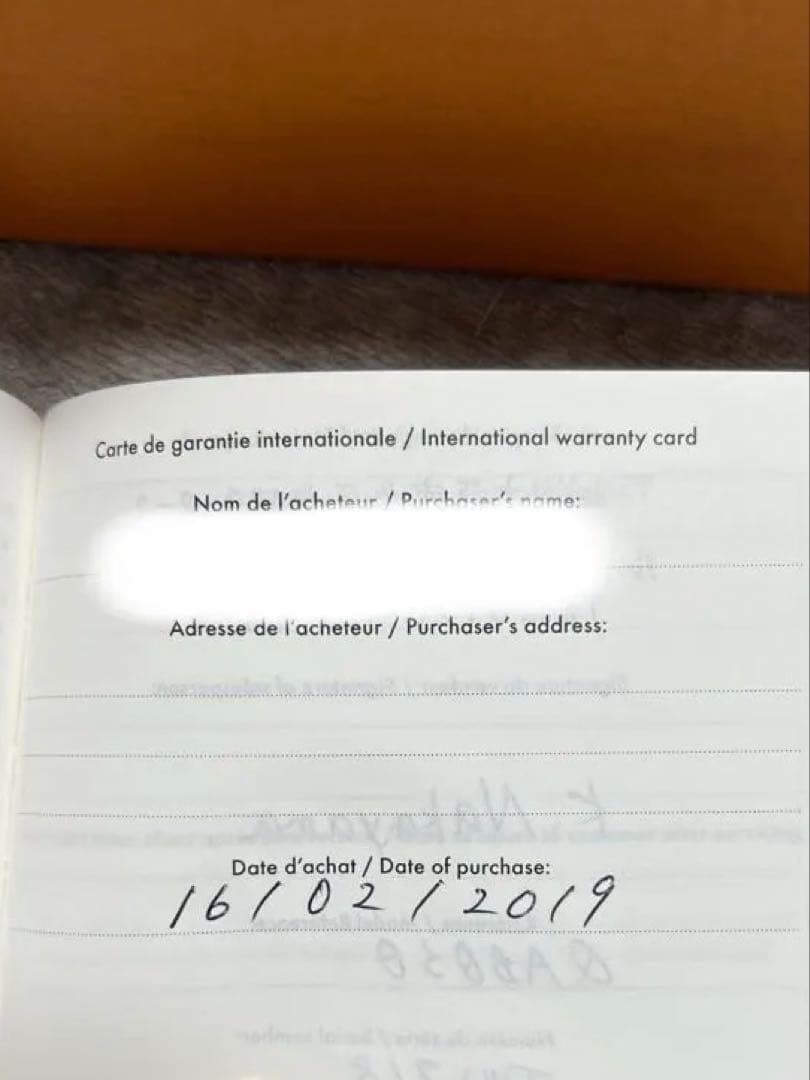 Carte de garantie internationale / International warranty card
Nom de l'acheteur / Purchaser's name:
Adresse de l'acheteur / Purchaser's address:
Date d'achat / Date of purchase:
16/02/2019